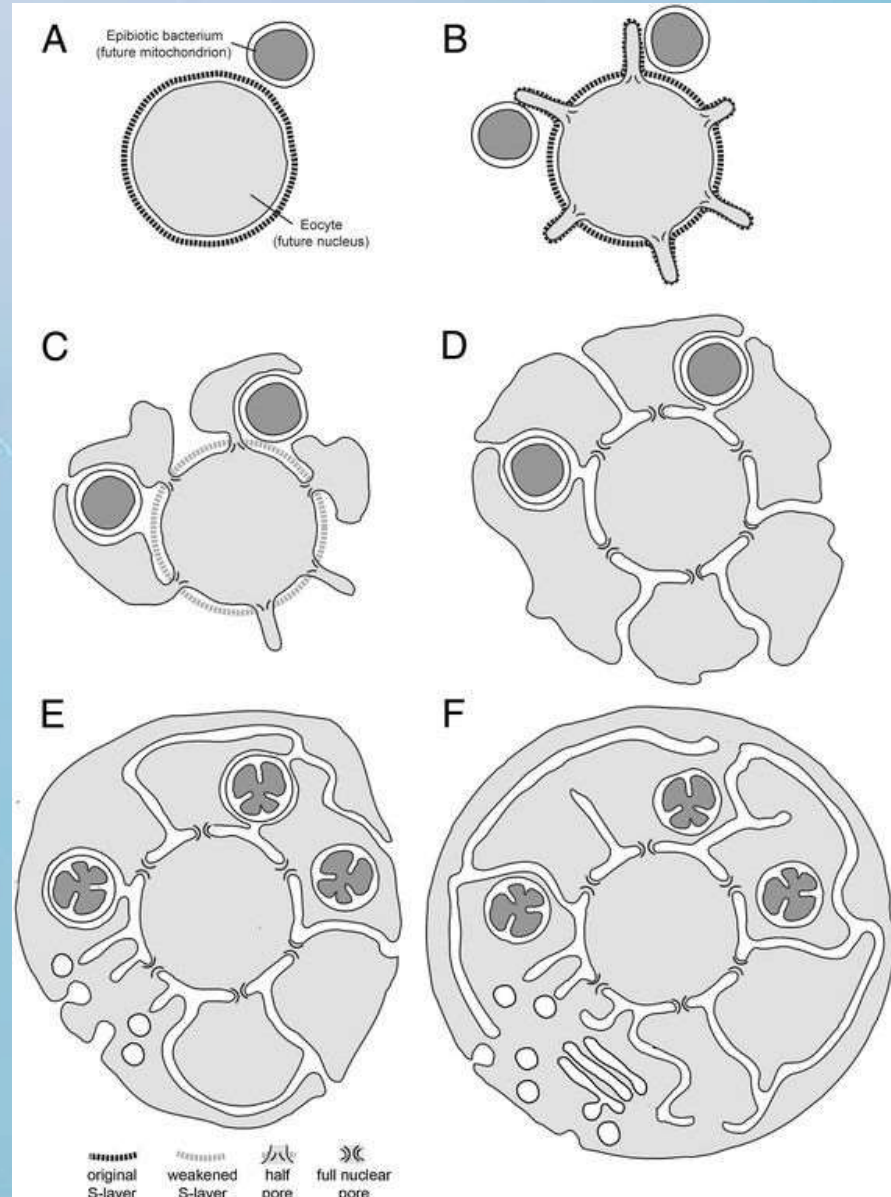 A
Epibiotic bacterium
(future mitochondrion)
Eocyte
(future nucleus)
B
C
D
E
F
original
S-layer
weakened
S-layer
half
pore
full nuclear
pore